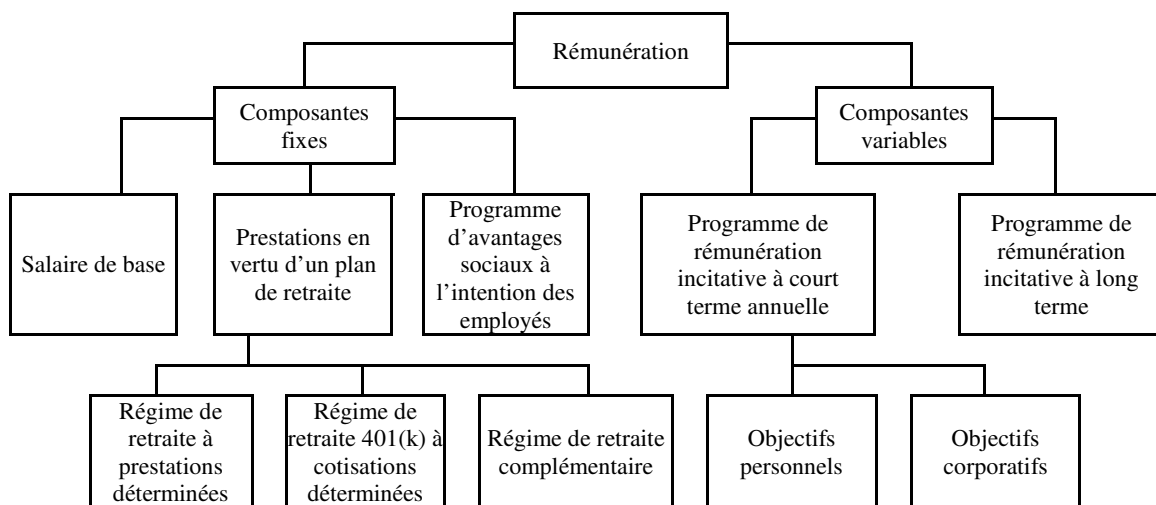 Rémunération
Composantes
fixes
Composantes
variables
Salaire de base
Prestations en
vertu d'un plan
de retraite
Programme
d'avantages
sociaux à
l'intention des
employés
Programme de
rémunération
incitative à court
terme annuelle
Programme de
rémunération
incitative à long
terme
Régime de
retraite à
prestations
déterminées
Régime de
retraite 401(k) à
cotisations
déterminées
Régime de retraite
complémentaire
Objectifs
personnels
Objectifs
corporatifs